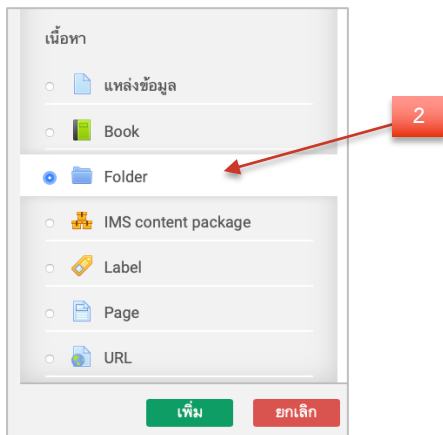 เนื้อหา
แหล่งข้อมูล
Book
2
Folder
IMS content package
Label
Page
URL
เพิ่ม ยกเลิก